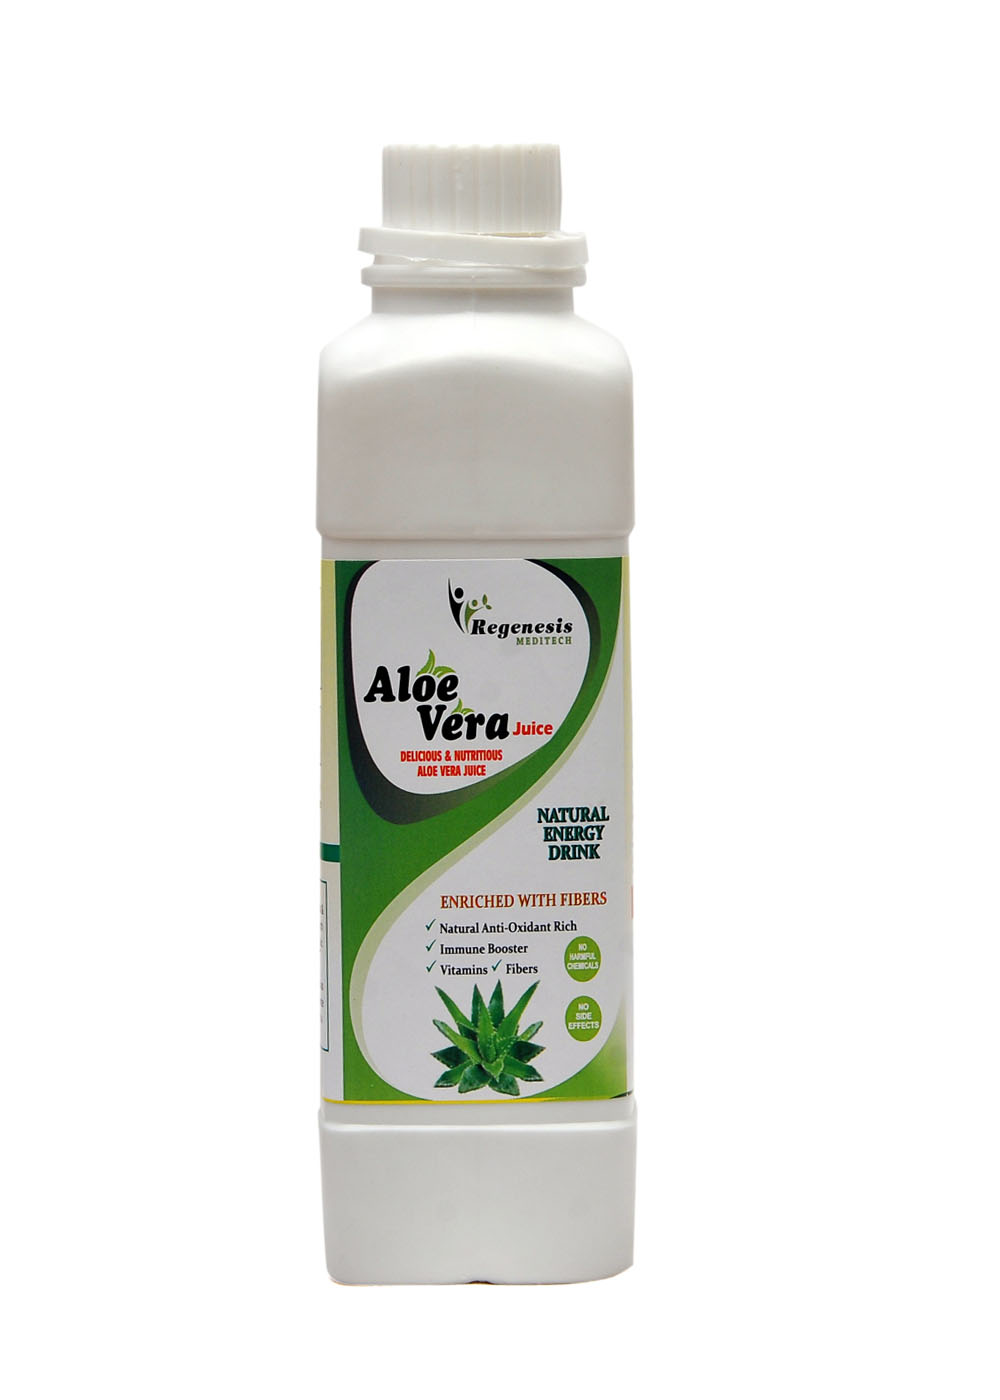 Regenesis
MEDITECH
Aloe
Vera Juice
DELICIOUS & NUTRITIOUS
ALOE VERA JUICE
NATURAL
ENERGY
DRINK
ENRICHED WITH FIBERS
✓ Natural Anti-Oxidant Rich
✓ Immune Booster
✓ Vitamins ✓ Fibers
NO
HARMFUL
CHEMICALS
NO
SIDE
EFFECTS